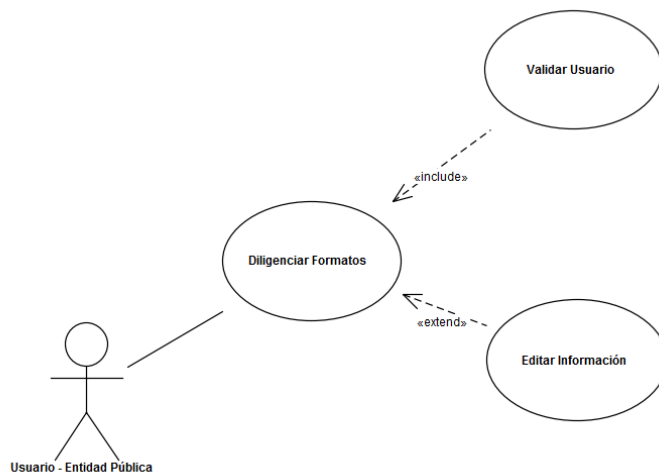 Validar Usuario
«include»
Diligenciar Formatos
«extend»
Editar Información
Usuario - Entidad Pública